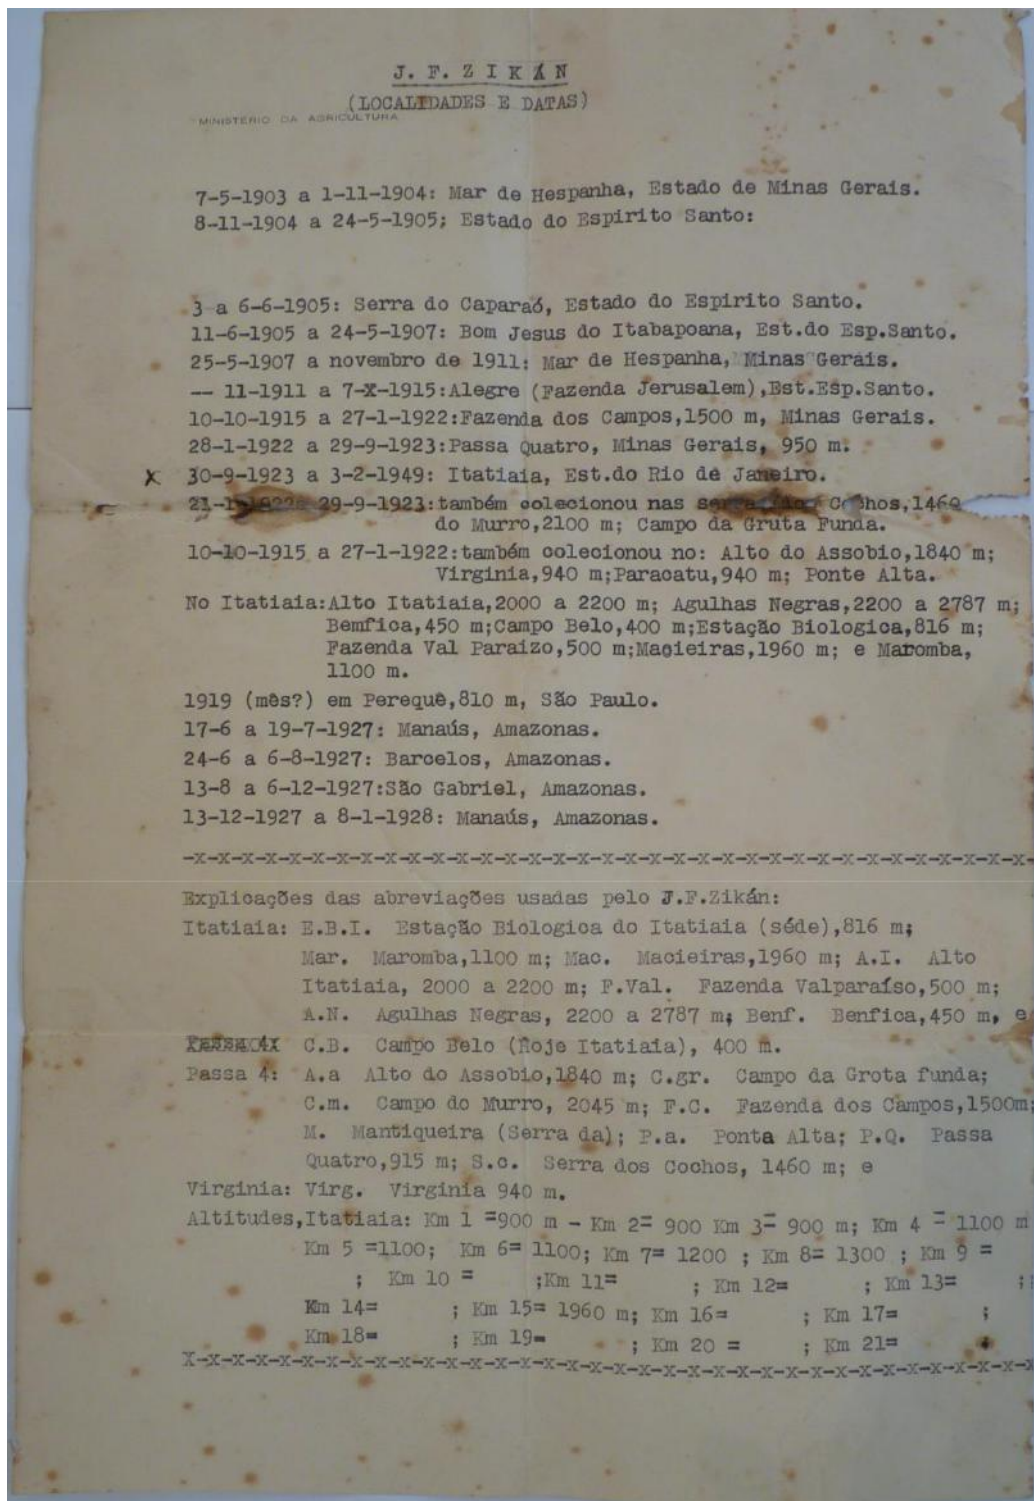 J. F. ZIKÁN
(LOCALIDADES E DATAS)
MINISTÉRIO DA AGRICULTURA
7-5-1903 a 1-11-1904: Mar de Hespanha, Estado de Minas Gerais.
8-11-1904 a 24-5-1905; Estado do Espirito Santo:
3 a 6-6-1905: Serra do Caparaó, Estado do Espirito Santo.
11-6-1905 a 24-5-1907: Bom Jesus do Itabapoana, Est.do Esp.Santo.
25-5-1907 a novembro de 1911: Mar de Hespanha, Minas Gerais.
-- 11-1911 a 7-X-1915:Alegre (Fazenda Jerusalem),Est.Esp.Santo.
10-10-1915 a 27-1-1922:Fazenda dos Campos,1500 m, Minas Gerais.
28-1-1922 a 29-9-1923:Passa Quatro, Minas Gerais, 950 m.
x 30-9-1923 a 3-2-1949: Itatiaia, Est.do Rio de Janeiro.
29-9-1923:também colecionou nas 1460
do Murro,2100 m; Campo da Gruta Funda.
10-10-1915 a 27-1-1922:também colecionou no: Alto do Assobio,1840 m;
Virginia,940 m;Paracatu,940 m; Ponte Alta.
No Itatiaia:Alto Itatiaia,2000 a 2200 m; Agulhas Negras,2200 a 2787 m;
Bemfica,450 m;Campo Belo,400 m;Estação Biologica,816 m;
Fazenda Val Paraizo,500 m;Macieiras,1960 m; e Maromba,
1100 m.
1919 (mês?) em Perequê,810 m, São Paulo.
17-6 a 19-7-1927: Manaús, Amazonas.
24-6 a 6-8-1927: Barcelos, Amazonas.
13-8 a 6-12-1927:São Gabriel, Amazonas.
13-12-1927 a 8-1-1928: Manaús, Amazonas.
-X-X-X-X-X-X-X-X-X-X-X-X-X-X-X-X-X-X-X-X-X-X-X-X-X-X-X-X-X-X-X-X-X-X-X-
Explicações das abreviações usadas pelo J.F.Zikán:
Itatiaia: E.B.I. Estação Biologica do Itatiaia (séde),816 m;
Mar. Maromba,1100 m; Mac. Macieiras,1960 m; A.I. Alto
Itatiaia, 2000 a 2200 m; F.Val. Fazenda Valparaíso,500 m;
A.N. Agulhas Negras, 2200 a 2787 m; Benf. Benfica,450 m, e
C.B. Campo Belo (Hoje Itatiaia), 400 m.
Passa 4: A.a Alto do Assobio,1840 m; C.gr. Campo da Grota funda;
C.m. Campo do Murro, 2045 m; F.C. Fazenda dos Campos,1500m;
M. Mantiqueira (Serra da); P.a. Ponta Alta; P.Q. Passa
Quatro,915 m; S.c. Serra dos Cochos, 1460 m; e
Virginia: Virg. Virginia 940 m.
Altitudes,Itatiaia: Km 1 =900 m - Km 2= 900 Km 3= 900 m; Km 4 = 1100 m
Km 5 =1100; Km 6= 1100; Km 7= 1200 ; Km 8= 1300 ; Km 9 =
; Km 10 = ;Km 11= ; Km 12= ; Km 13= ;
Km 14= ; Km 15= 1960 m; Km 16= ; Km 17= ;
Km 18= ; Km 19= ; Km 20 = ; Km 21= ;
X-X-X-X-X-X-X-X-X-X-X-X-X-X-X-X-X-X-X-X-X-X-X-X-X-X-X-X-X-X-X-X-X-X-X-X